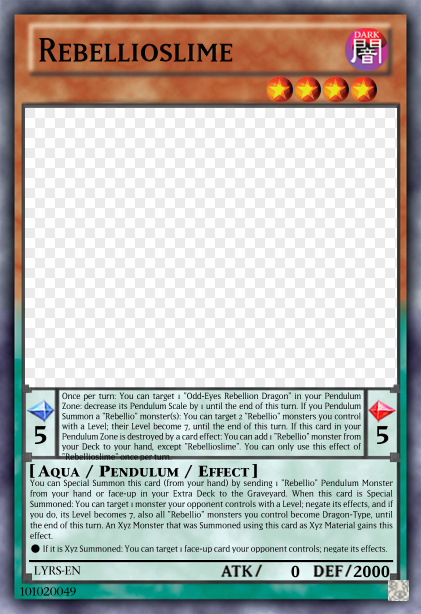 Rebellioslime
DARK
闇
Once per turn: You can target 1 "Odd-Eyes Rebellion Dragon" in your Pendulum
Zone: decrease its Pendulum Scale by 1 until the end of this turn. If you Pendulum
Summon a "Rebellio" monster(s): You can target 2 "Rebellio" monsters you control
with a Level; their Level become 7, until the end of this turn. If this card in your
Pendulum Zone is destroyed by a card effect: You can add 1 "Rebellio" monster from
your Deck to your hand, except "Rebellioslime". You can only use this effect of
"Rebellioslime" once per turn.
5
5
[ Aqua / Pendulum / Effect ]
You can Special Summon this card (from your hand) by sending 1 "Rebellio" Pendulum Monster
from your hand or face-up in your Extra Deck to the Graveyard. When this card is Special
Summoned: You can target 1 monster your opponent controls with a Level; negate its effects, and if
you do, its Level becomes 7, also all "Rebellio" monsters you control become Dragon-Type, until
the end of this turn. An Xyz Monster that was Summoned using this card as Xyz Material gains this
effect.
● If it is Xyz Summoned: You can target 1 face-up card your opponent controls; negate its effects.
LYRS-EN ATK/ 0 DEF/2000
101020049